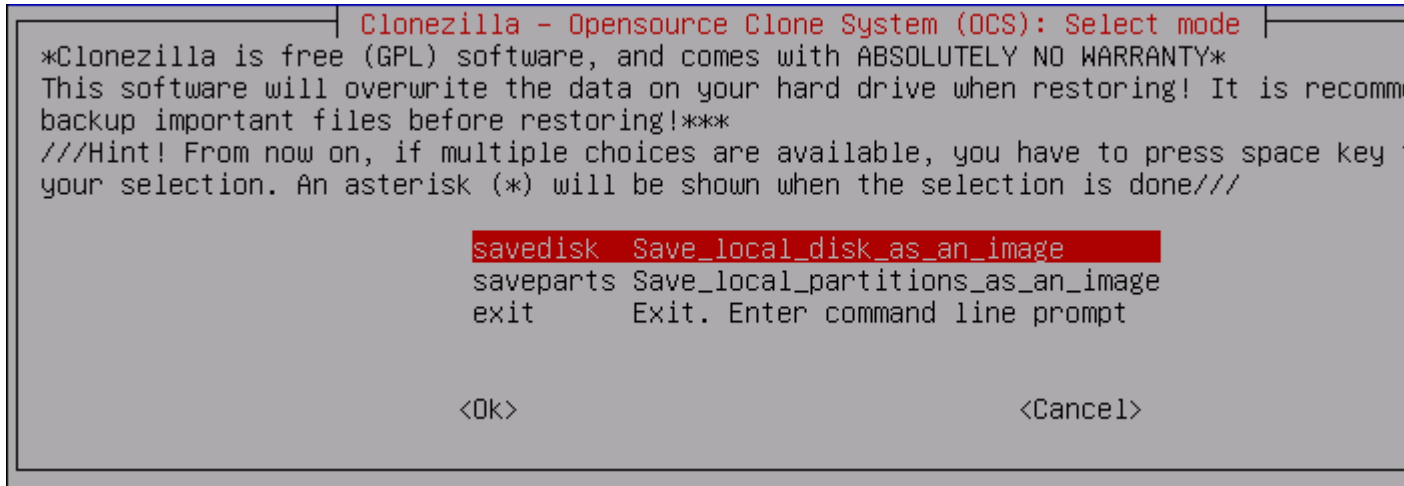 Clonezilla - Opensource Clone System (OCS): Select mode
*Clonezilla is free (GPL) software, and comes with ABSOLUTELY NO WARRANTY*
This software will overwrite the data on your hard drive when restoring! It is
backup important files before restoring!***
///Hint! From now on, if multiple choices are available, you have to press space key
your selection. An asterisk (*) will be shown when the selection is done///
savedisk Save_local_disk_as_an_image
saveparts Save_local_partitions_as_an_image
exit Exit. Enter command line prompt
<Ok> <Cancel>